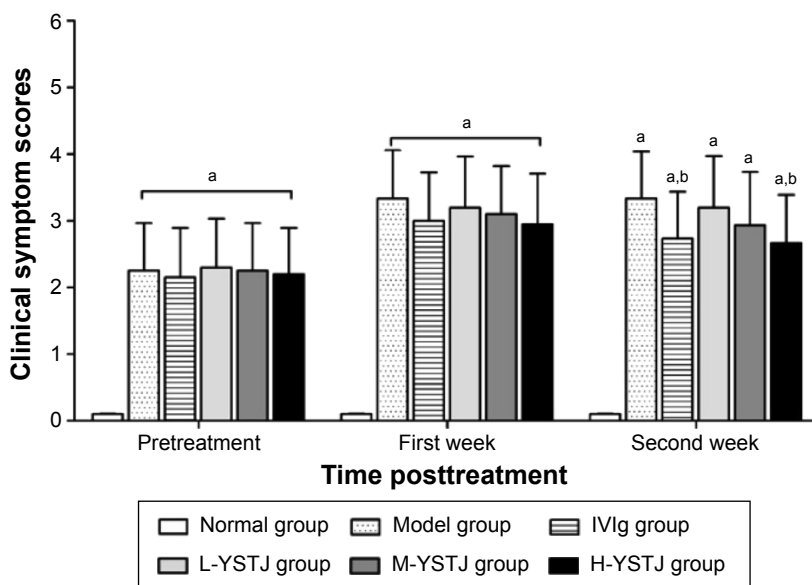 6
5
4
3
2
1
0
Clinical symptom scores
a
a
a
a,b
a
a
a,b
Pretreatment First week Second week
Time posttreatment
Normal group Model group IVIg group
L-YSTJ group M-YSTJ group H-YSTJ group